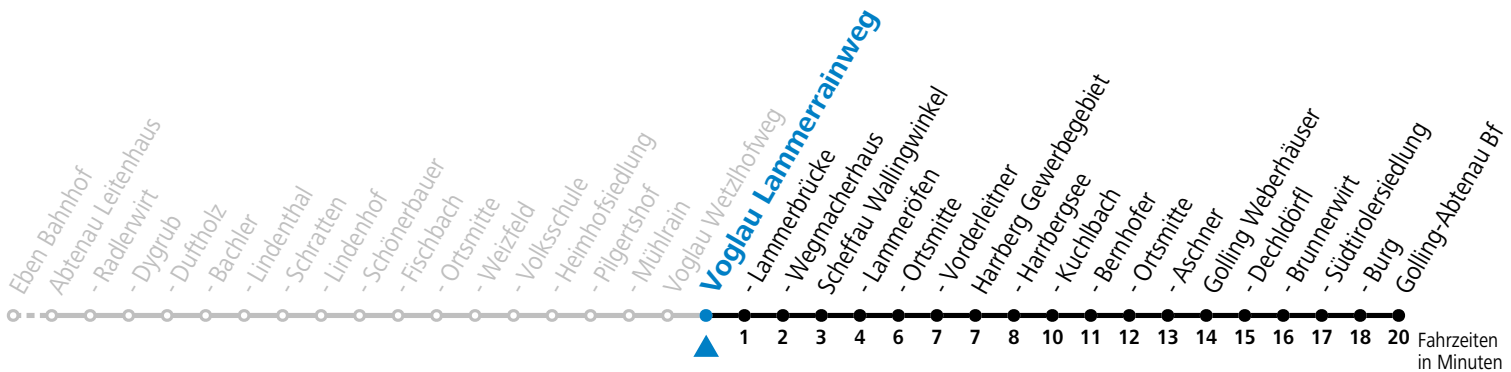 Eben Bahnhof
Abtenau Leitenhaus
- Radlerwirt
- Dygrub
- Duftholz
- Bachler
- Lindenthal
- Schratten
- Lindenhof
- Schönerbauer
- Fischbach
- Ortsmitte
- Weizfeld
- Volksschule
- Heimhofsiedlung
- Pilgertshof
- Mühlrain
Voglau Wetzlhofweg
Voglau Lammerrainweg
- Lammerbrücke
- Wegmacherhaus
Scheffau Wallingwinkel
- Lammeröfen
- Ortsmitte
- Vorderleitner
Harrberg Gewerbegebiet
- Harrbergsee
- Kuchlbach
- Bernhofer
- Ortsmitte
- Aschner
Golling Weberhäuser
- Dechldörfl
- Brunnerwirt
- Südtirolersiedlung
- Burg
Golling-Abtenau Bf
1 2 3 4 6 7 7 8 10 11 12 13 14 15 16 17 18 20 Fahrzeiten
in Minuten